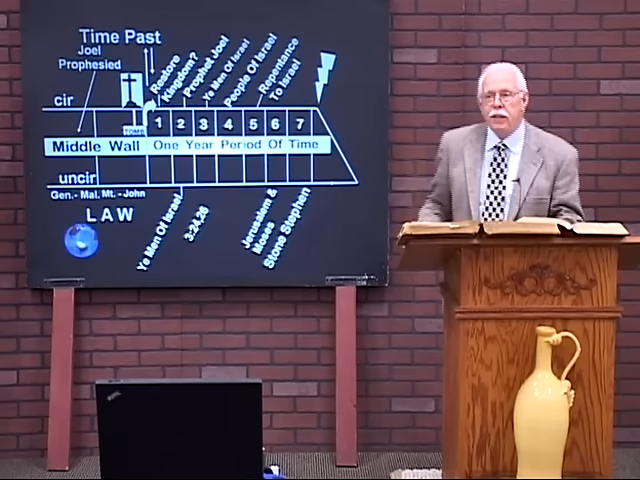 Time Past
Joel
Prophesied
Restore
Kingdom?
Prophet Joel
Ye Men Of Israel
People Of Israel
Repentance
To Israel
cir
TOMB
1 2 3 4 5 6 7
Middle Wall One Year Period Of Time
uncir
Gen.- Mal. Mt. - John
LAW
Ye Men Of Israel
3:24,26
Jerusalem &
Moses
Stone Stephen